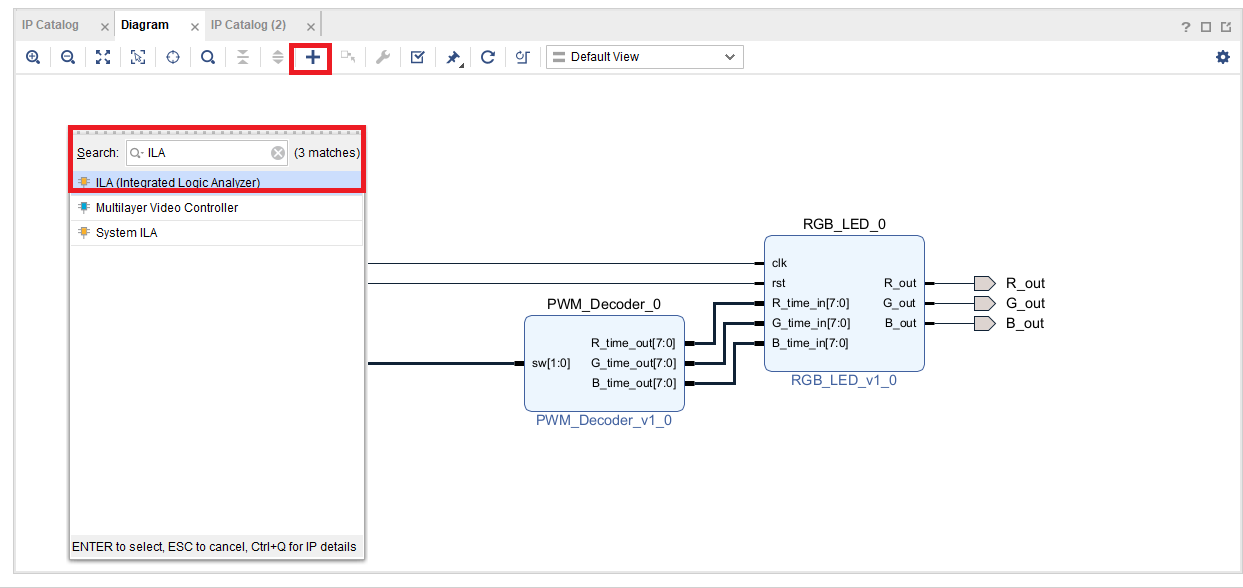 IP Catalog × Diagram × IP Catalog (2) ×
?
Default View
Search: ILA (3 matches)
ILA (Integrated Logic Analyzer)
Multilayer Video Controller
System ILA
ENTER to select, ESC to cancel, Ctrl+Q for IP details
PWM_Decoder_0
sw[1:0]
R_time_out[7:0]
G_time_out[7:0]
B_time_out[7:0]
PWM_Decoder_v1_0
RGB_LED_0
clk
rst
R_time_in[7:0]
G_time_in[7:0]
B_time_in[7:0]
R_out
G_out
B_out
RGB_LED_v1_0
R_out
G_out
B_out